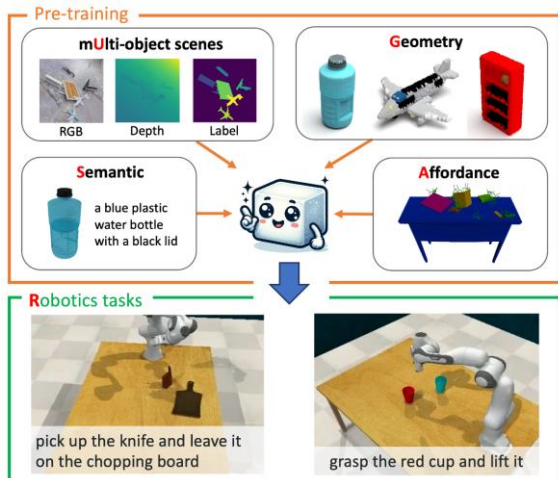 Pre-training
mUlti-object scenes
RGB
Depth
Label
Geometry
Semantic
a blue plastic
water bottle
with a black lid
Affordance
Robotics tasks
pick up the knife and leave it
on the chopping board
grasp the red cup and lift it